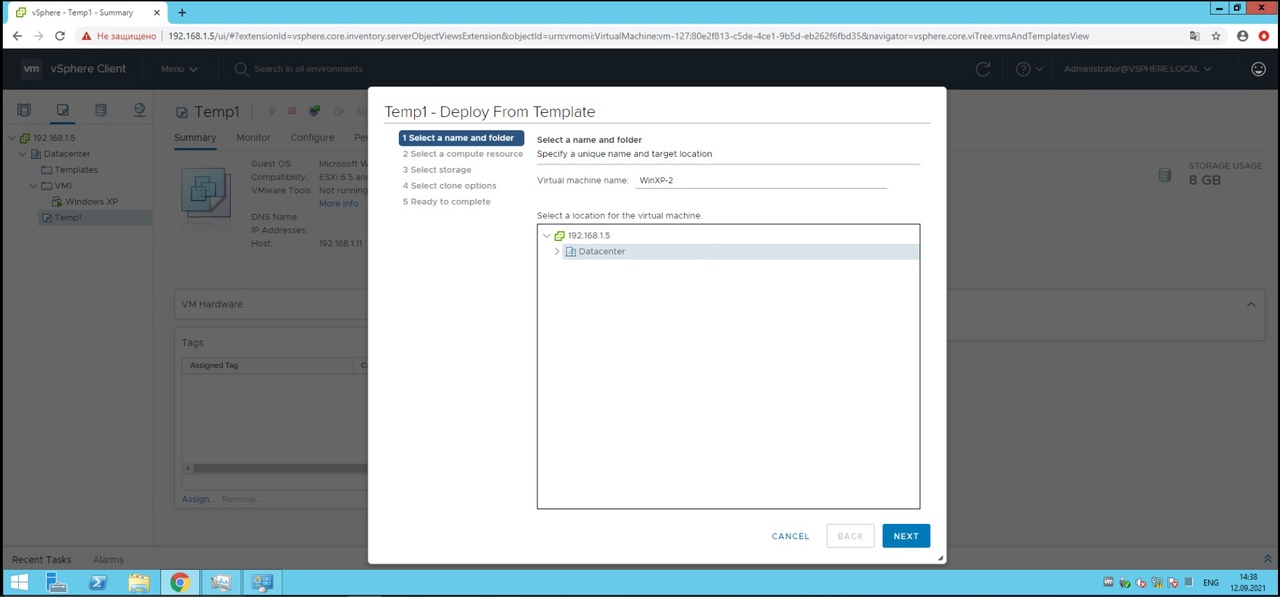 vSphere - Temp1 - Summary
Не защищено
192.168.1.5/ui/#?extensionId=vsphere.core.inventory.serverObjectViewsExtension&objectId=urn:vmomi:VirtualMachine:vm-127:80e2f813-c5de-4ce1-9b5d-eb262f6fbd35&navigator=vsphere.core.viTree.vmsAndTemplatesView
vm vSphere Client Menu Search in all environments Administrator@VSPHERE.LOCAL
192.168.1.5
Datacenter
Templates
VM1
Windows XP
Temp1
Temp1
Summary Monitor Configure
Guest OS: Microsoft W
Compatibility: ESXi 6.5 and
VMware Tools: Not running
More info
DNS Name:
IP Addresses:
Host: 192.168.1.11
STORAGE USAGE
8 GB
VM Hardware
Tags
Assigned Tag
Assign... Remove...
Temp1 - Deploy From Template
1 Select a name and folder
2 Select a compute resource
3 Select storage
4 Select clone options
5 Ready to complete
Select a name and folder
Specify a unique name and target location
Virtual machine name: WinXP-2
Select a location for the virtual machine.
192.168.1.5
Datacenter
CANCEL BACK NEXT
Recent Tasks Alarms
ENG
14:38
12.09.2021